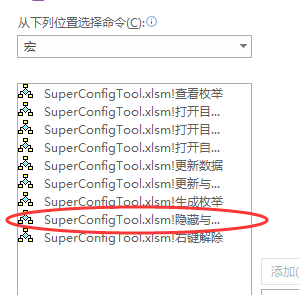 从下列位置选择命令(C):
宏
SuperConfigTool.xlsm!查看枚举
SuperConfigTool.xlsm!打开目...
SuperConfigTool.xlsm!打开自...
SuperConfigTool.xlsm!打开目...
SuperConfigTool.xlsm!更新数据
SuperConfigTool.xlsm!更新与...
SuperConfigTool.xlsm!生成枚举
SuperConfigTool.xlsm!隐藏与...
SuperConfigTool.xlsm!右键解除
添加(